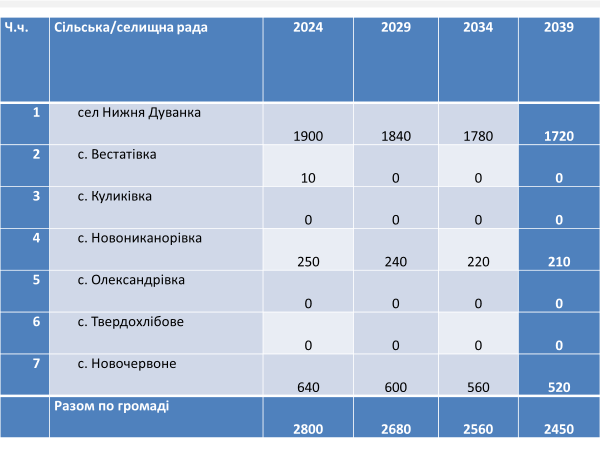 Ч.ч. Сільська/селищна рада 2024 2029 2034 2039
1 сел Нижня Дуванка 1900 1840 1780 1720
2 с. Вестатівка 10 0 0 0
3 с. Куликівка 0 0 0 0
4 с. Новониканорівка 250 240 220 210
5 с. Олександрівка 0 0 0 0
6 с. Твердохлібове 0 0 0 0
7 с. Новочервоне 640 600 560 520
Разом по громаді 2800 2680 2560 2450